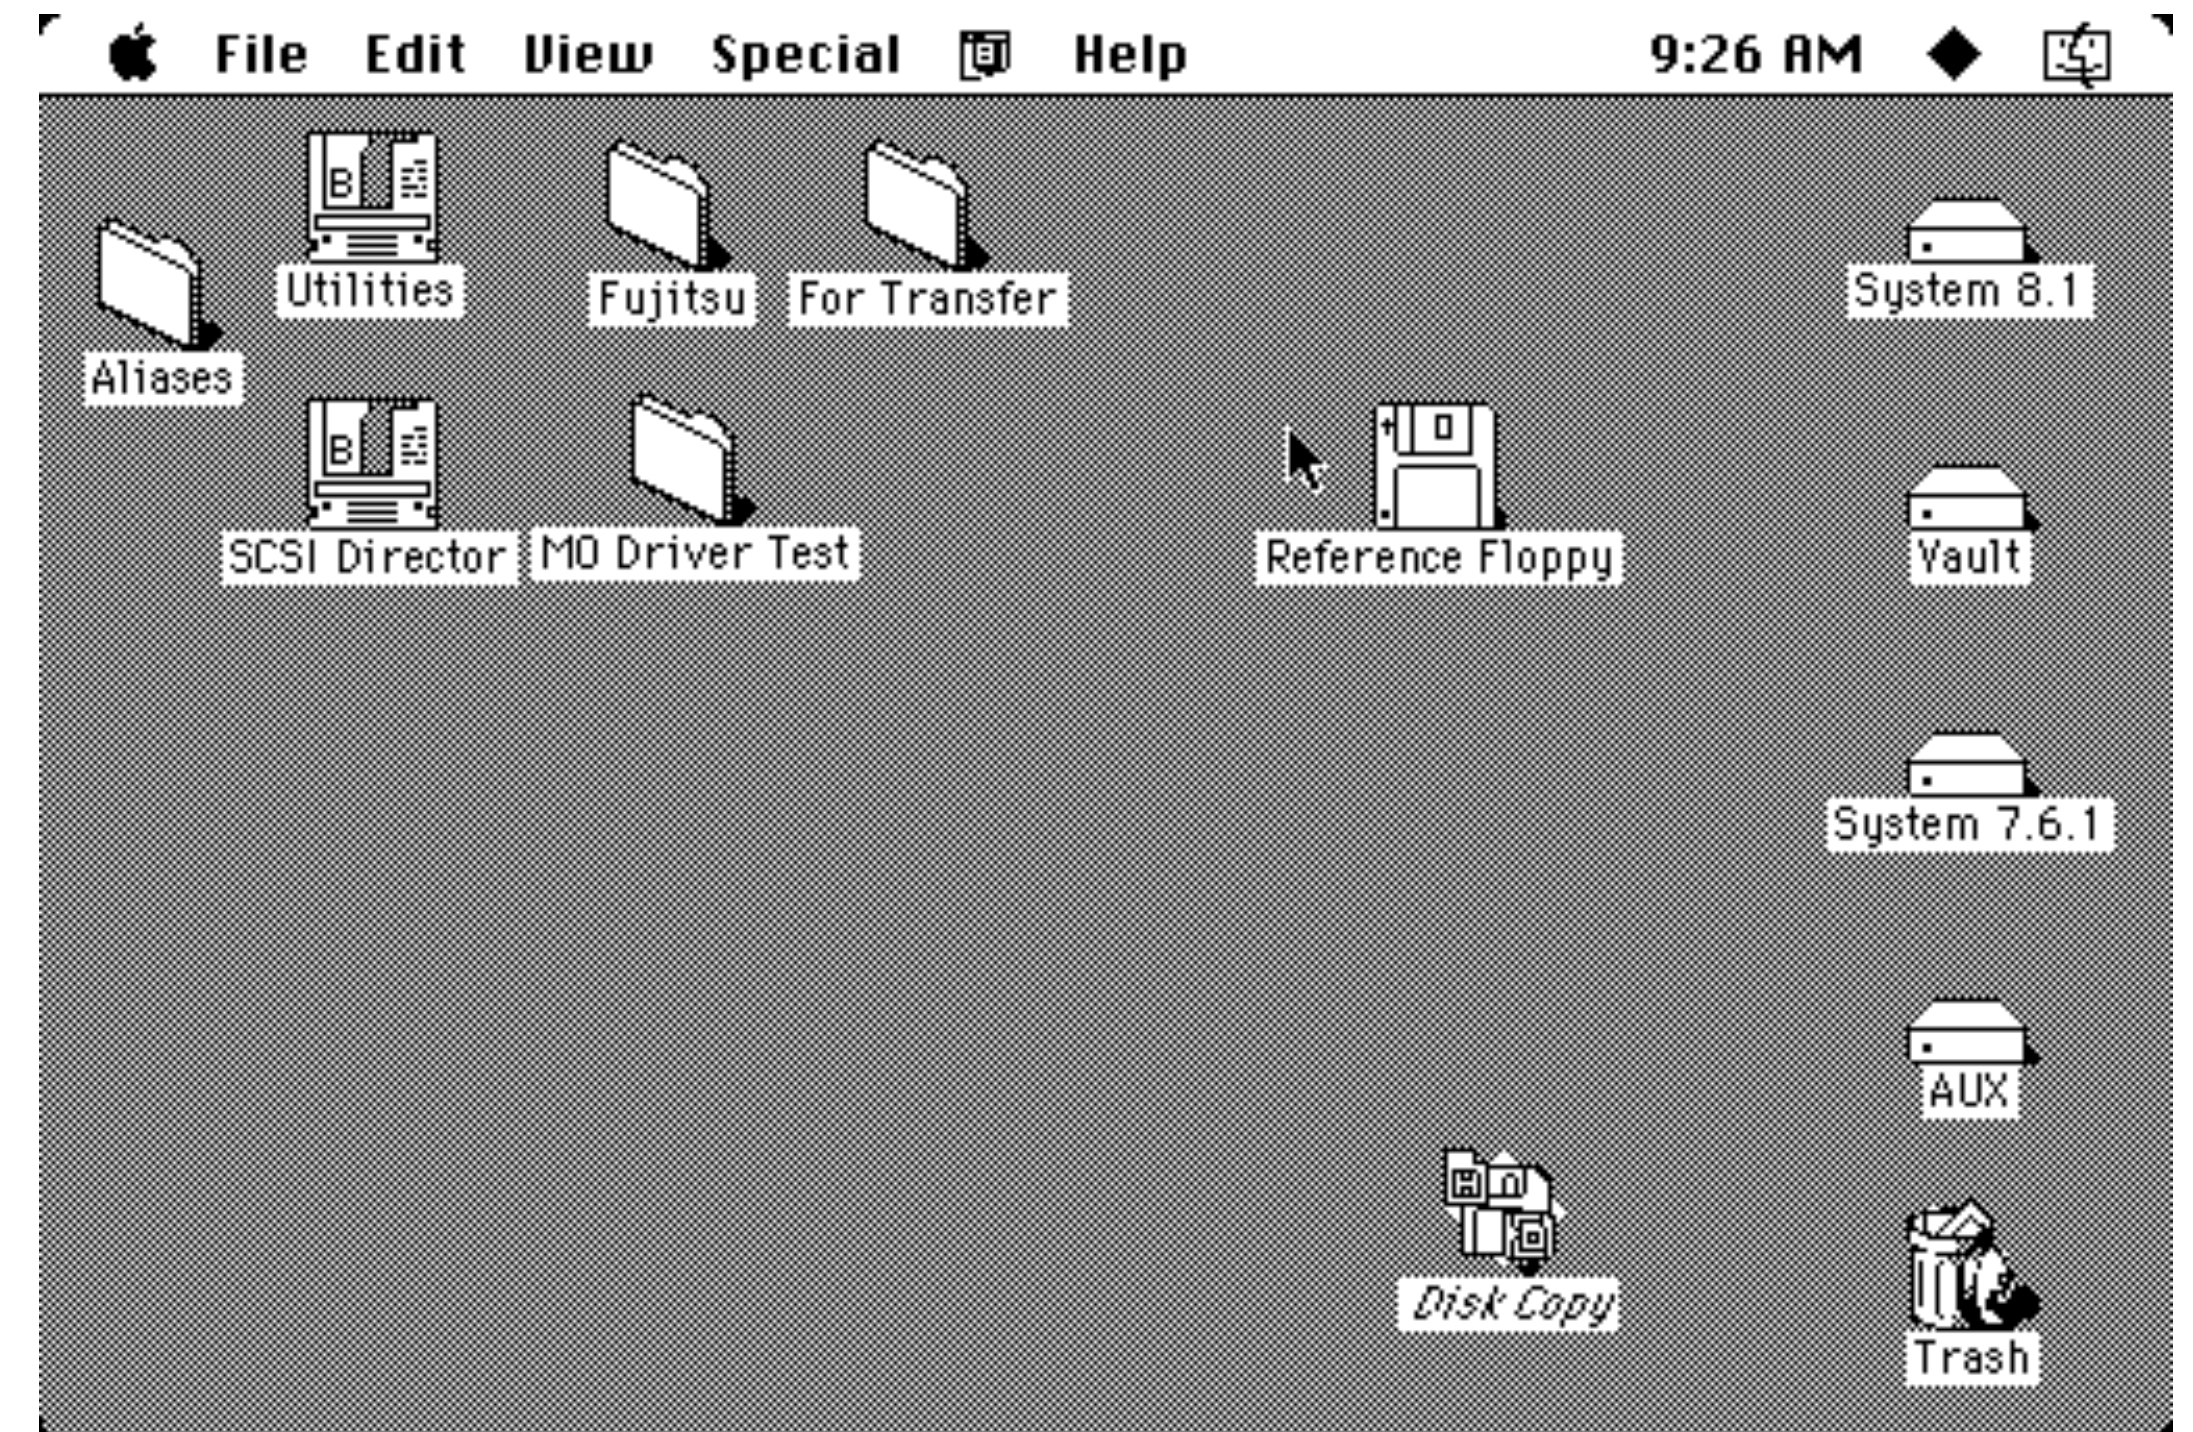 File Edit View Special Help 9:26 AM
B
Utilities
Fujitsu
For Transfer
System 8.1
Aliases
B
SCSI Director
MO Driver Test
Reference Floppy
Vault
System 7.6.1
AUX
Disk Copy
Trash